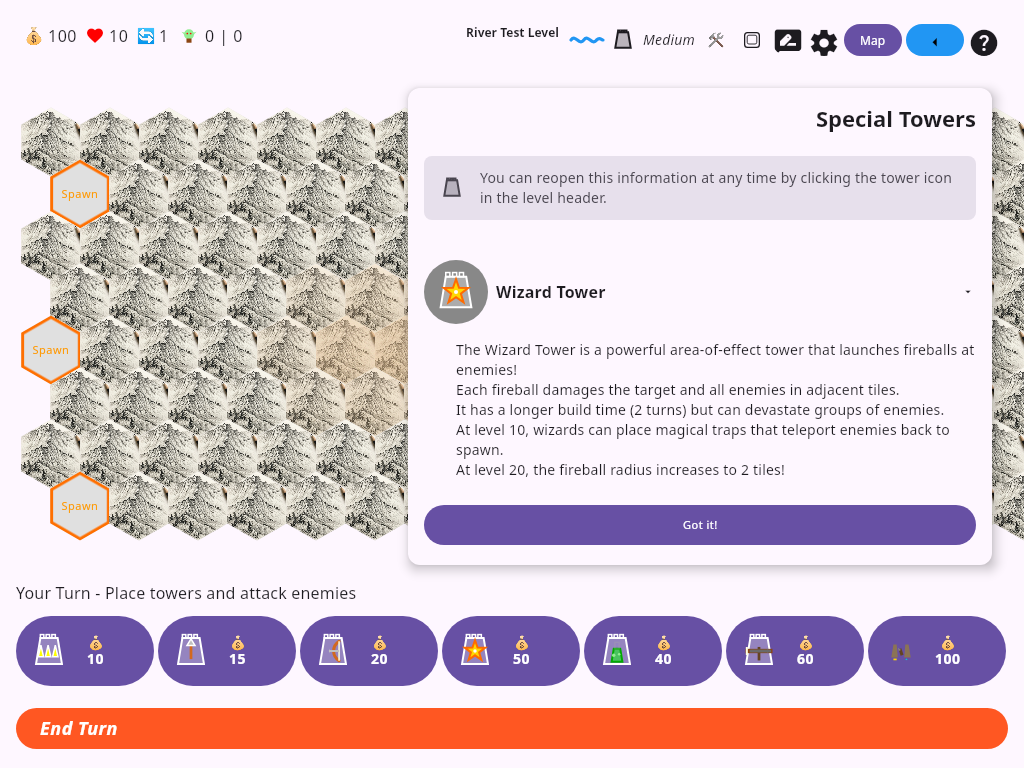 100 10 1 0 | 0
River Test Level
Medium
Map
Special Towers
You can reopen this information at any time by clicking the tower icon
in the level header.
Wizard Tower
The Wizard Tower is a powerful area-of-effect tower that launches fireballs at
enemies!
Each fireball damages the target and all enemies in adjacent tiles.
It has a longer build time (2 turns) but can devastate groups of enemies.
At level 10, wizards can place magical traps that teleport enemies back to
spawn.
At level 20, the fireball radius increases to 2 tiles!
Got it!
Spawn
Spawn
Spawn
Your Turn - Place towers and attack enemies
10 15 20 50 40 60 100
End Turn